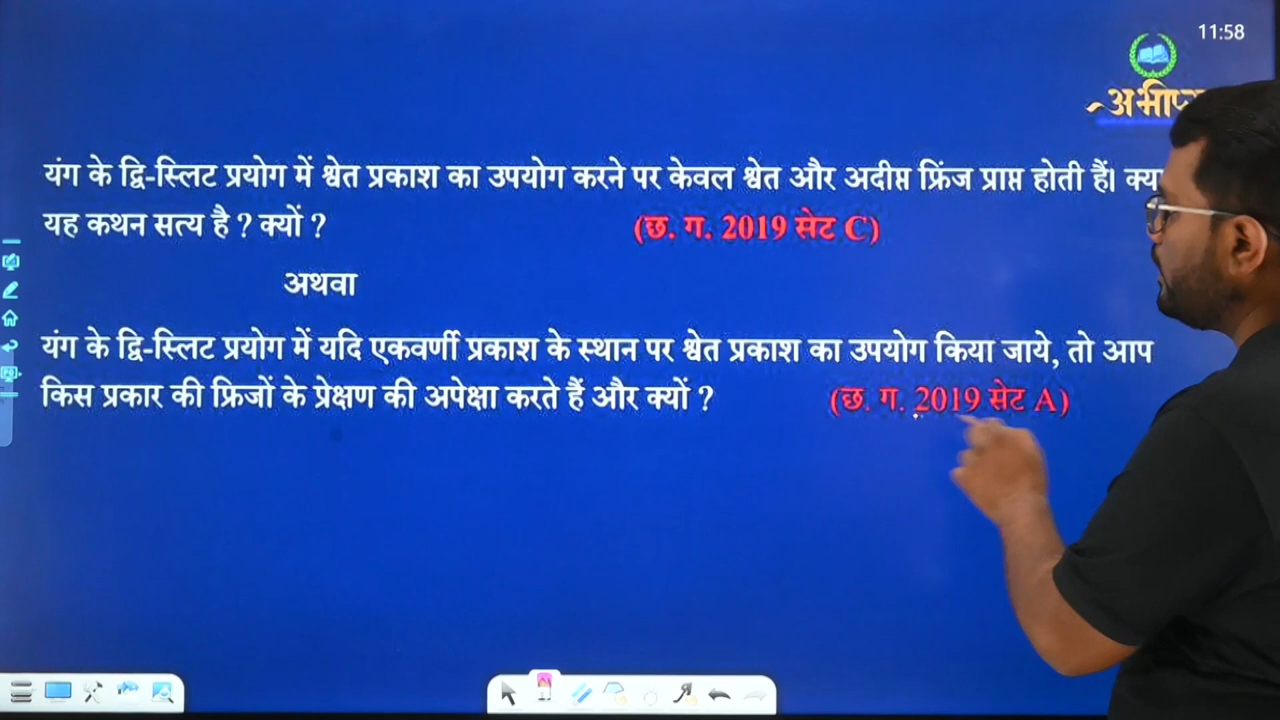 11:58
यंग के द्वि-स्लिट प्रयोग में श्वेत प्रकाश का उपयोग करने पर केवल श्वेत और अदीप्त फ्रिंज प्राप्त होती हैं।
यह कथन सत्य है ? क्यों ? (छ. ग. 2019 सेट C)
अथवा
यंग के द्वि-स्लिट प्रयोग में यदि एकवर्णी प्रकाश के स्थान पर श्वेत प्रकाश का उपयोग किया जाये, तो आप
किस प्रकार की फ्रिजों के प्रेक्षण की अपेक्षा करते हैं और क्यों ? (छ. ग. 2019 सेट A)